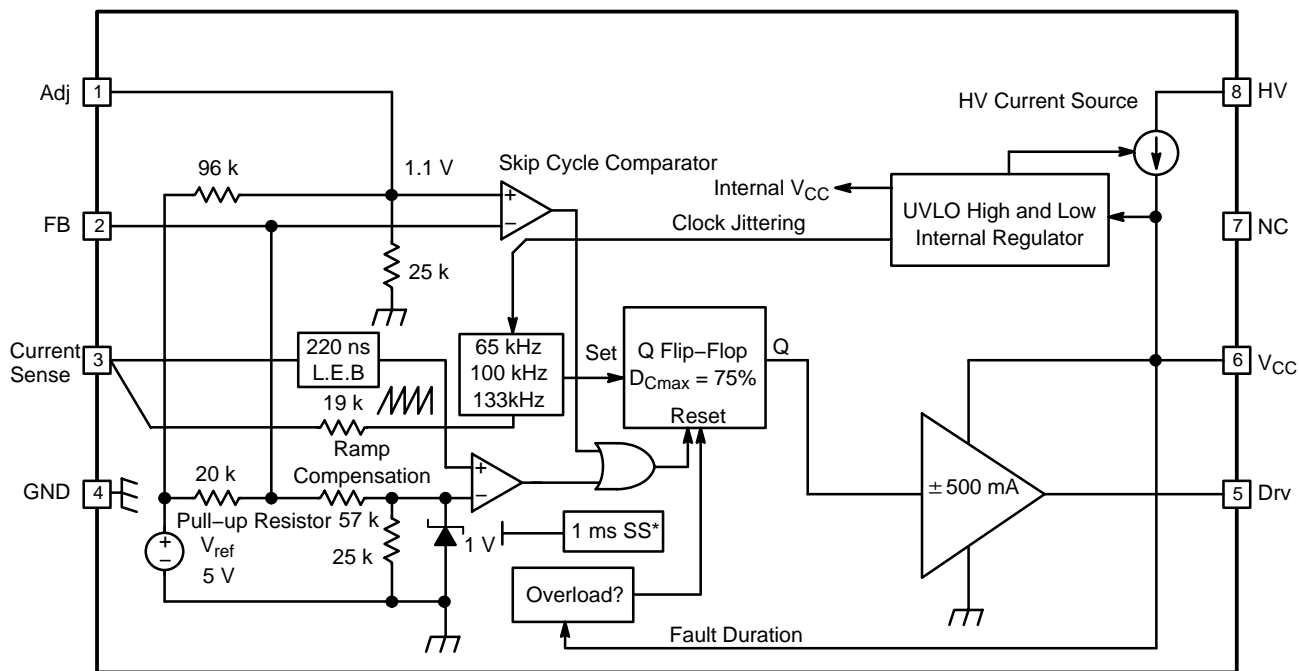 Adj
1
8
HV
HV Current Source
96 k
1.1 V
Skip Cycle Comparator
+
−
Internal VCC
UVLO High and Low
Internal Regulator
FB
2
7
NC
Clock Jittering
25 k
Current
Sense
3
220 ns
L.E.B
65 kHz
100 kHz
133kHz
Set
Q Flip−Flop
DCmax = 75%
Reset
Q
6
VCC
19 k
Ramp
Compensation
+
−
GND
4
20 k
Pull−up Resistor
57 k
± 500 mA
5
Drv
+
−
Vref
5 V
25 k
1 V
1 ms SS*
Overload?
Fault Duration